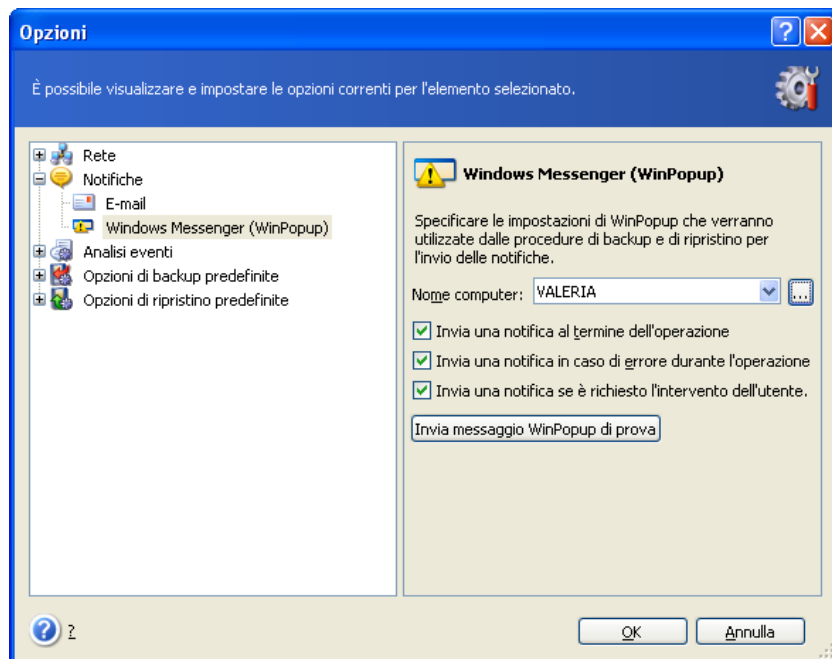 Opzioni
È possibile visualizzare e impostare le opzioni correnti per l'elemento selezionato.
Rete
Notifiche
E-mail
Windows Messenger (WinPopup)
Analisi eventi
Opzioni di backup predefinite
Opzioni di ripristino predefinite
Windows Messenger (WinPopup)
Specificare le impostazioni di WinPopup che verranno
utilizzate dalle procedure di backup e di ripristino per
l'invio delle notifiche.
Nome computer: VALERIA
...
Invia una notifica al termine dell'operazione
Invia una notifica in caso di errore durante l'operazione
Invia una notifica se è richiesto l'intervento dell'utente.
Invia messaggio WinPopup di prova
?
OK
Annulla